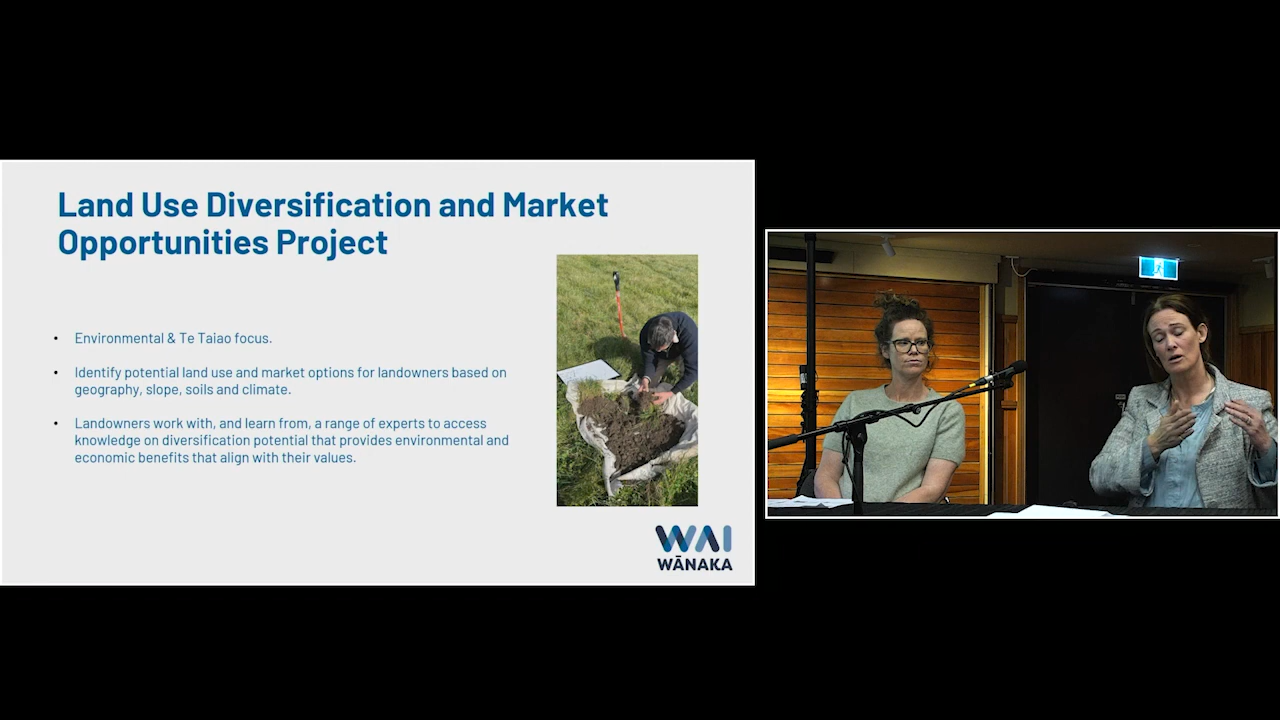 Land Use Diversification and Market
Opportunities Project
• Environmental & Te Taiao focus.
• Identify potential land use and market options for landowners based on
geography, slope, soils and climate.
• Landowners work with, and learn from, a range of experts to access
knowledge on diversification potential that provides environmental and
economic benefits that align with their values.
WAI
WĀNAKA